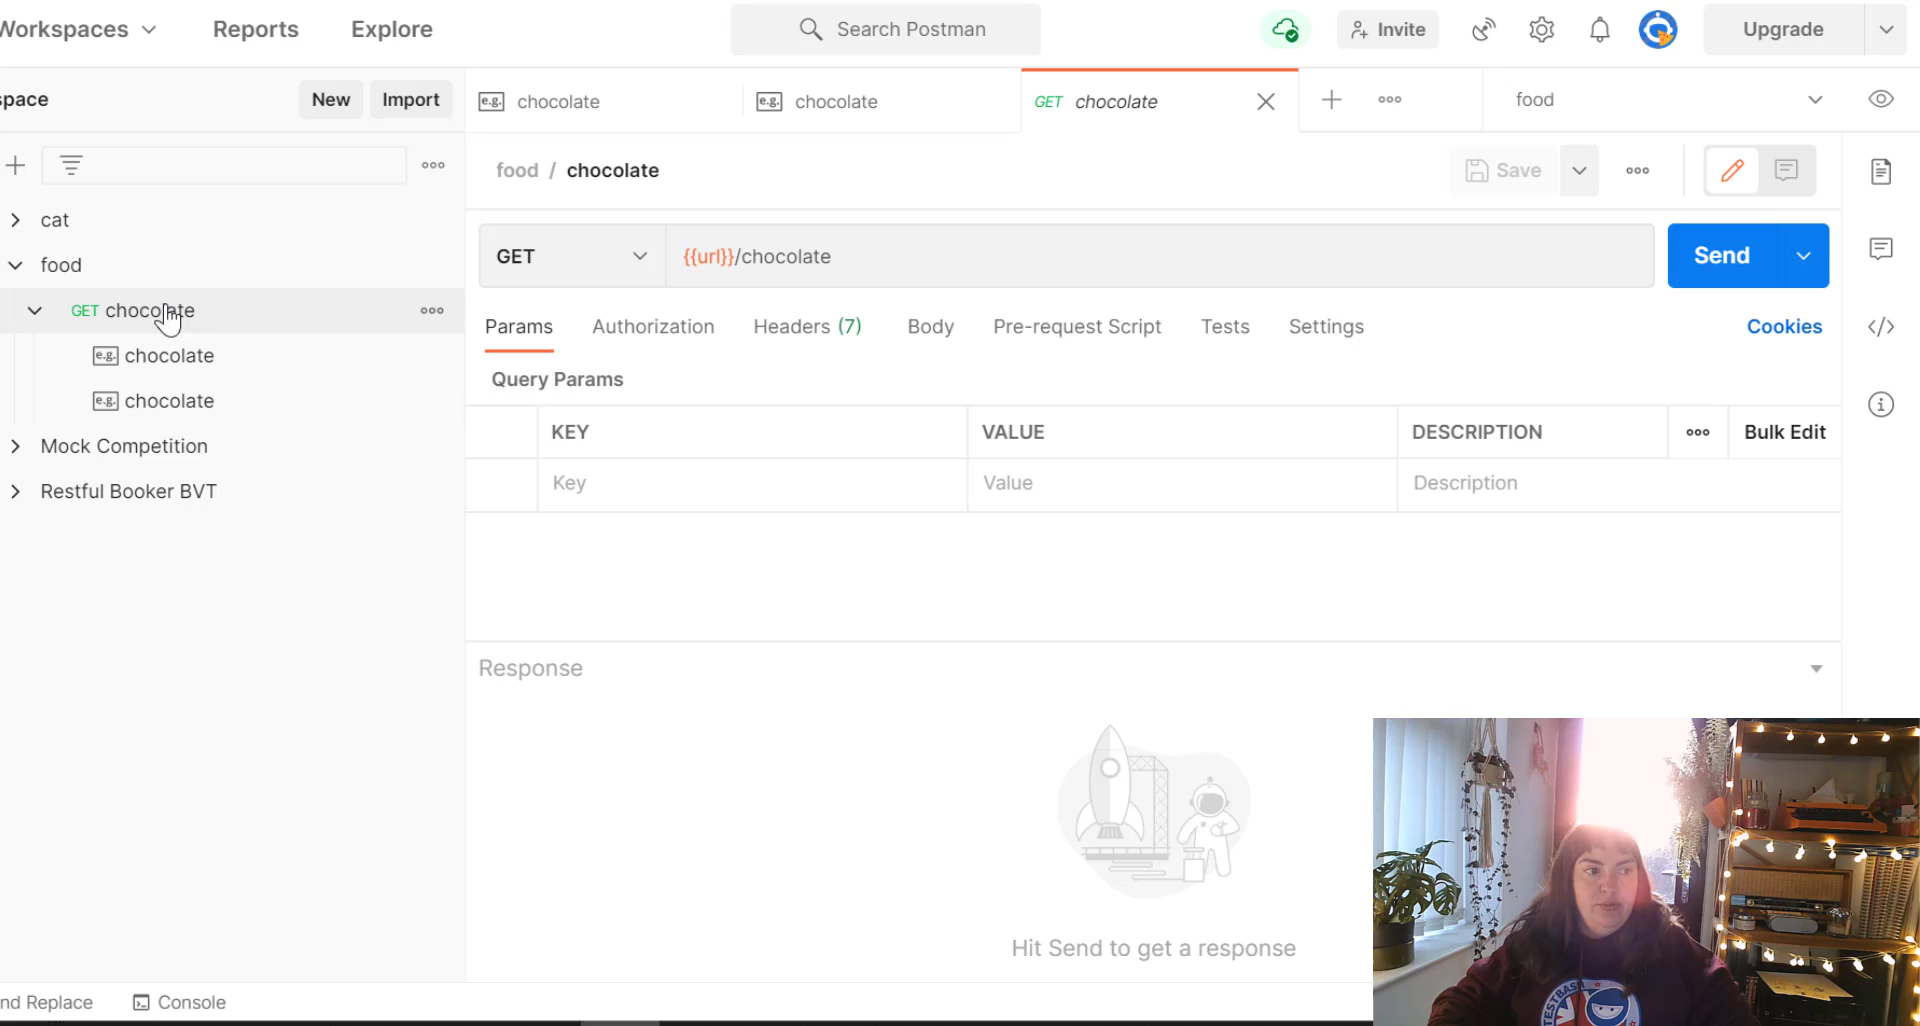 Workspaces
Reports
Explore
Search Postman
Invite
Upgrade
space
New
Import
e.g. chocolate
e.g. chocolate
GET chocolate
food
food / chocolate
Save
cat
food
GET chocolate
e.g. chocolate
e.g. chocolate
Mock Competition
Restful Booker BVT
GET
{{url}}/chocolate
Send
Params
Authorization
Headers (7)
Body
Pre-request Script
Tests
Settings
Cookies
Query Params
KEY
VALUE
DESCRIPTION
Bulk Edit
Key
Value
Description
Response
Hit Send to get a response
nd Replace
Console
TESTBASH